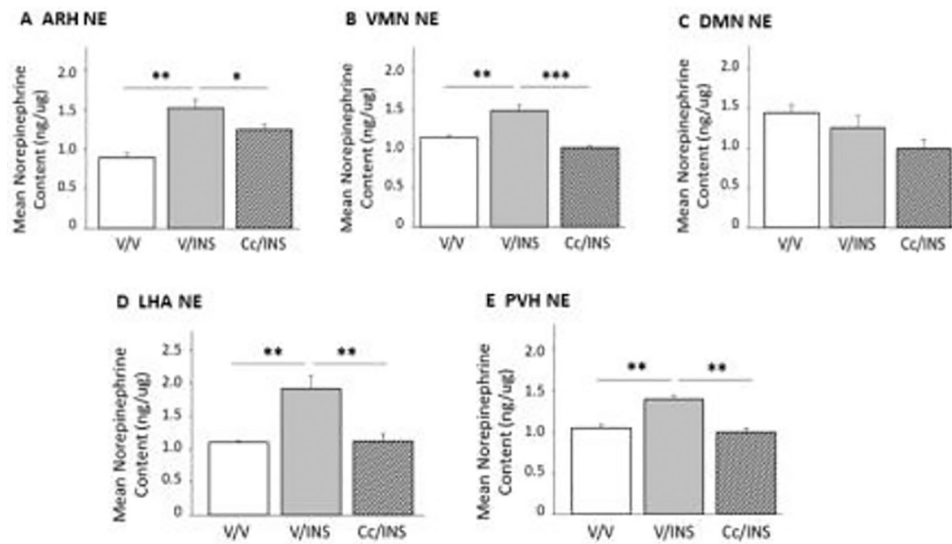 A ARH NE
Mean Norepinephrine
Content (ng/ug)
2.0
1.5
1.0
0.5
0
**
*
V/V V/INS Cc/INS
B VMN NE
Mean Norepinephrine
Content (ng/ug)
2.0
1.5
1.0
0.5
0
**
***
V/V V/INS Cc/INS
C DMN NE
Mean Norepinephrine
Content (ng/ug)
2.0
1.5
1.0
0.5
0
V/V V/INS Cc/INS
D LHA NE
Mean Norepinephrine
Content (ng/ug)
2.5
2.0
1.5
1.0
0.5
0
**
**
V/V V/INS Cc/INS
E PVH NE
Mean Norepinephrine
Content (ng/ug)
2.0
1.5
1.0
0.5
0
**
**
V/V V/INS Cc/INS